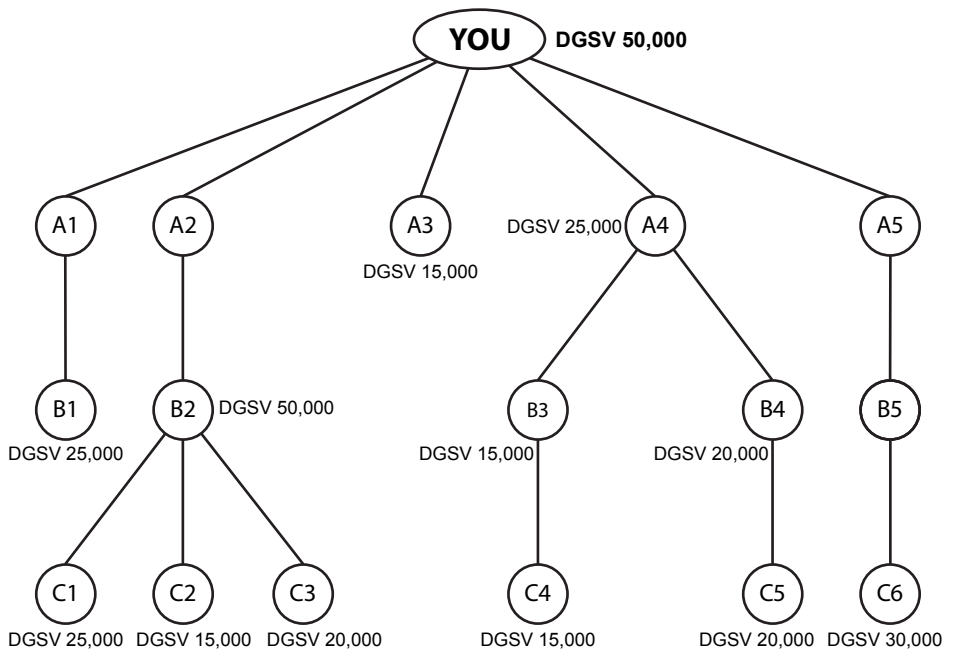 YOU DGSV 50,000
A1 A2 A3 DGSV 25,000 A4 A5
DGSV 15,000
B1 B2 DGSV 50,000 B3 B4 B5
DGSV 25,000 DGSV 15,000 DGSV 20,000
C1 C2 C3 C4 C5 C6
DGSV 25,000 DGSV 15,000 DGSV 20,000 DGSV 15,000 DGSV 20,000 DGSV 30,000